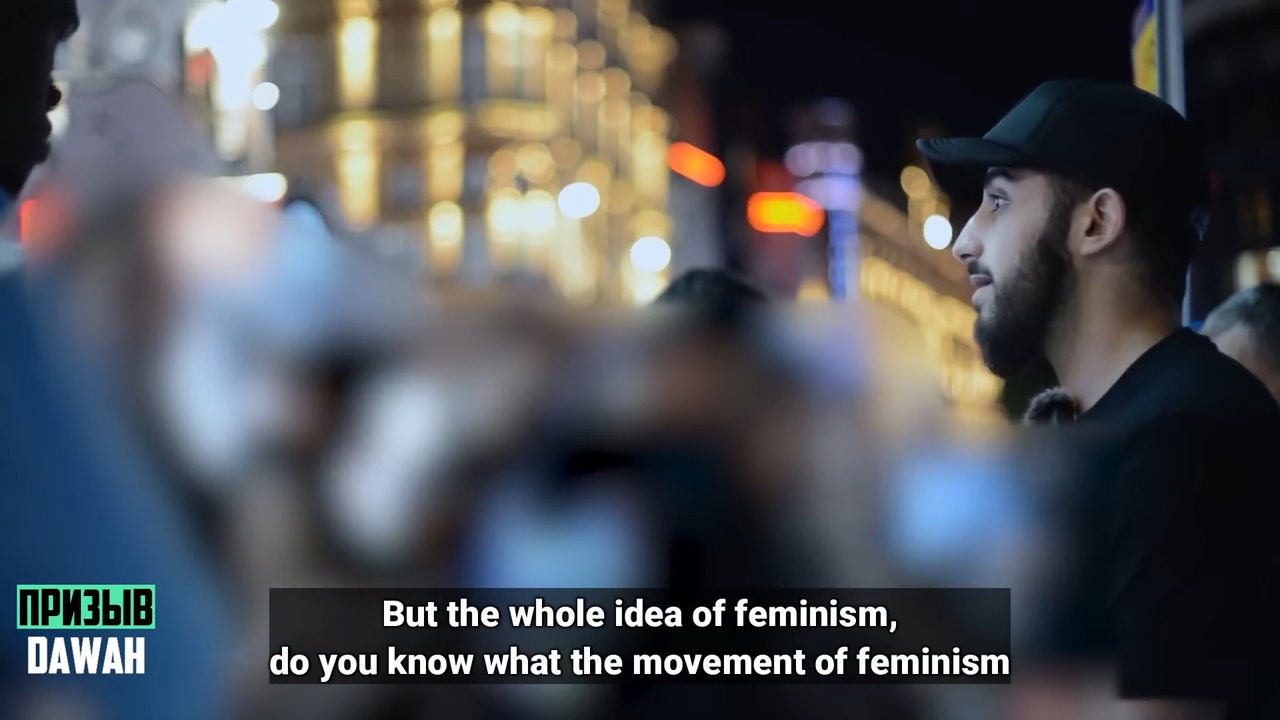 ПРИЗЫВ
DAWAH
But the whole idea of feminism,
do you know what the movement of feminism